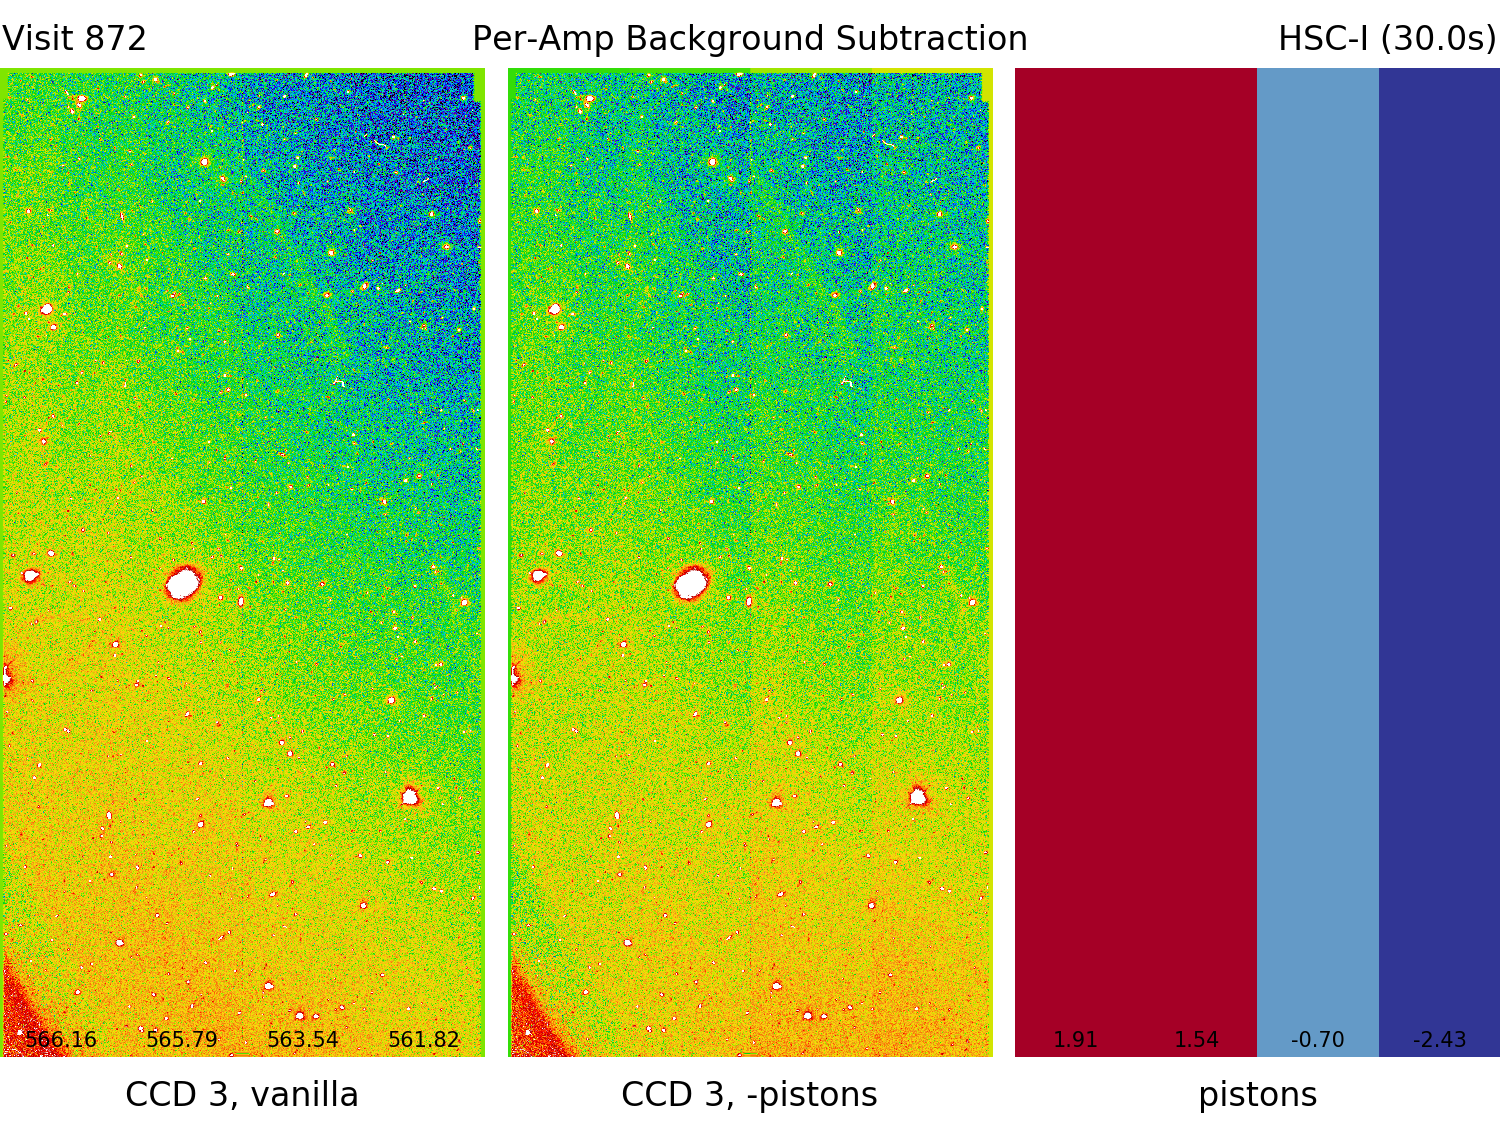 Visit 872 Per-Amp Background Subtraction HSC-I (30.0s)
566.16 565.79 563.54 561.82 1.91 1.54 -0.70 -2.43
CCD 3, vanilla CCD 3, -pistons pistons